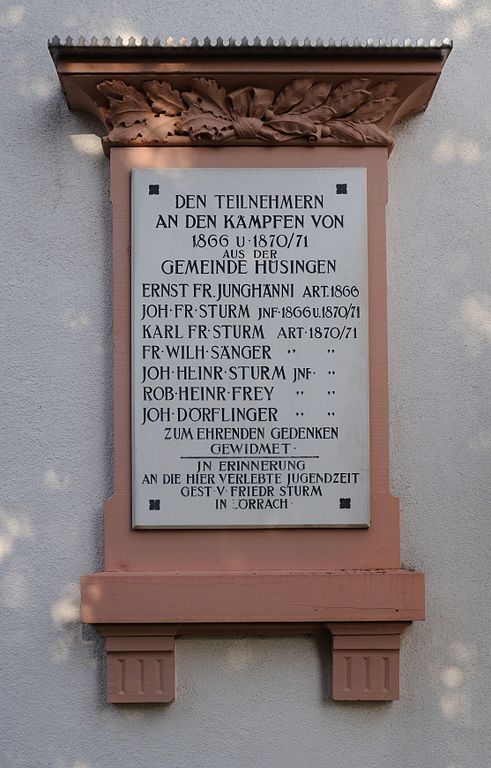 DEN TEILNEHMERN
AN DEN KÄMPFEN VON
1866 U · 1870/71
AUS DER
GEMEINDE HÜSINGEN
ERNST FR. JUNGHÄNNI ART. 1866
JOH · FR · STURM JNF · 1866 U. 1870/71
KARL FR · STURM ART · 1870/71
FR · WILH · SÄNGER " "
JOH · HEINR · STURM JNF · "
ROB · HEINR · FREY " "
JOH · DÖRFLINGER " "
ZUM EHRENDEN GEDENKEN
GEWIDMET ·
IN ERINNERUNG
AN DIE HIER VERLEBTE JUGENDZEIT
GEST · V · FRIEDR STURM
IN LÖRRACH ·